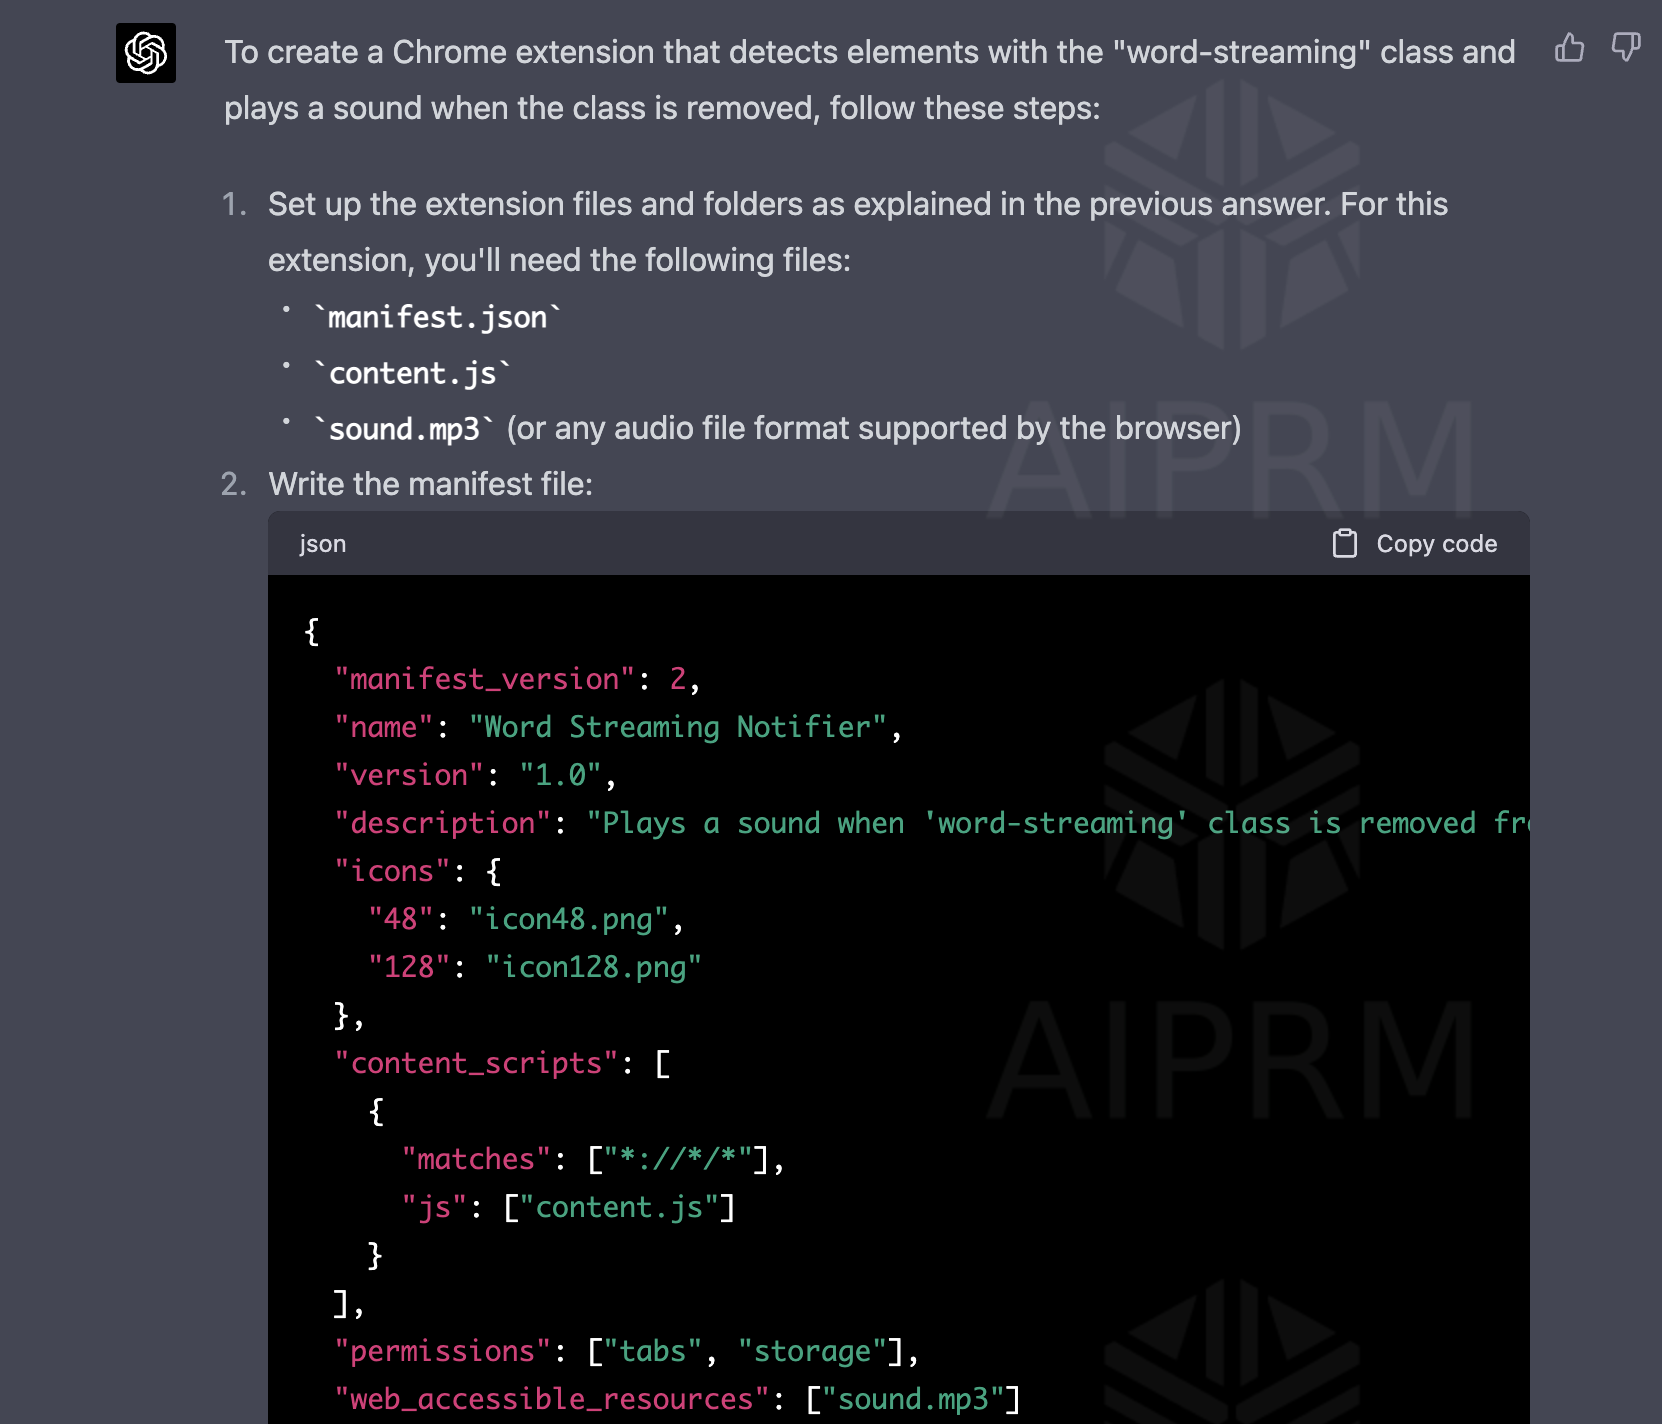 To create a Chrome extension that detects elements with the "word-streaming" class and
plays a sound when the class is removed, follow these steps:
1. Set up the extension files and folders as explained in the previous answer. For this
extension, you'll need the following files:
• `manifest.json`
• `content.js`
• `sound.mp3` (or any audio file format supported by the browser)
AIPRM
2. Write the manifest file:
json Copy code
{
"manifest_version": 2,
"name": "Word Streaming Notifier",
"version": "1.0",
"description": "Plays a sound when 'word-streaming' class is removed
"icons": {
"48": "icon48.png",
"128": "icon128.png"
},
"content_scripts": [
AIPRM
{
"matches": ["*://*/*"],
"js": ["content.js"]
}
],
"permissions": ["tabs", "storage"],
"web_accessible_resources": ["sound.mp3"]